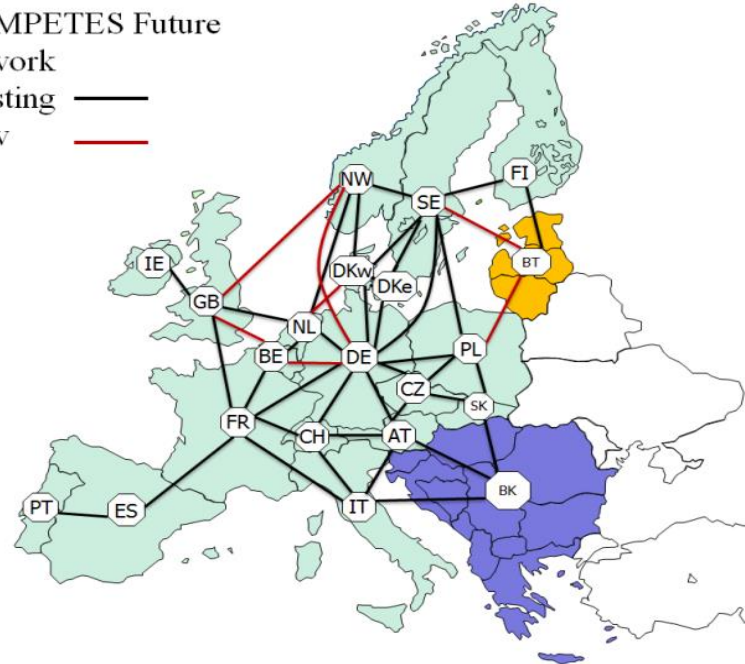 MPETES Future
work
sting
NW
FI
SE
IE
DKw
BT
DKe
GB
NL
BE
DE
PL
CZ
SK
FR
CH
AT
BK
PT
ES
IT